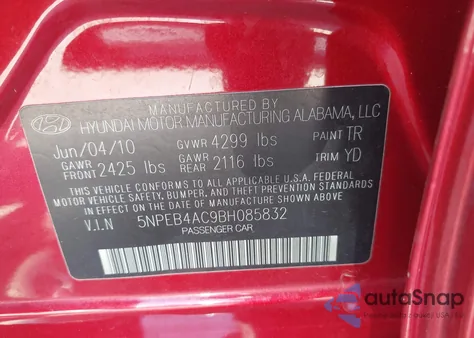 MANUFACTURED BY
HYUNDAI MOTOR MANUFACTURING ALABAMA, LLC
Jun/04/10 GVWR 4299 lbs PAINT TR
GAWR FRONT 2425 lbs GAWR REAR 2116 lbs TRIM YD
THIS VEHICLE CONFORMS TO ALL APPLICABLE U.S.A. FEDERAL
MOTOR VEHICLE SAFETY AND THEFT PREVENTION STANDARDS
IN EFFECT ON THE DATE OF MANUFACTURE SHOWN ABOVE
V.I.N 5NPEB4AC9BH085832
PASSENGER CAR
autoSnap